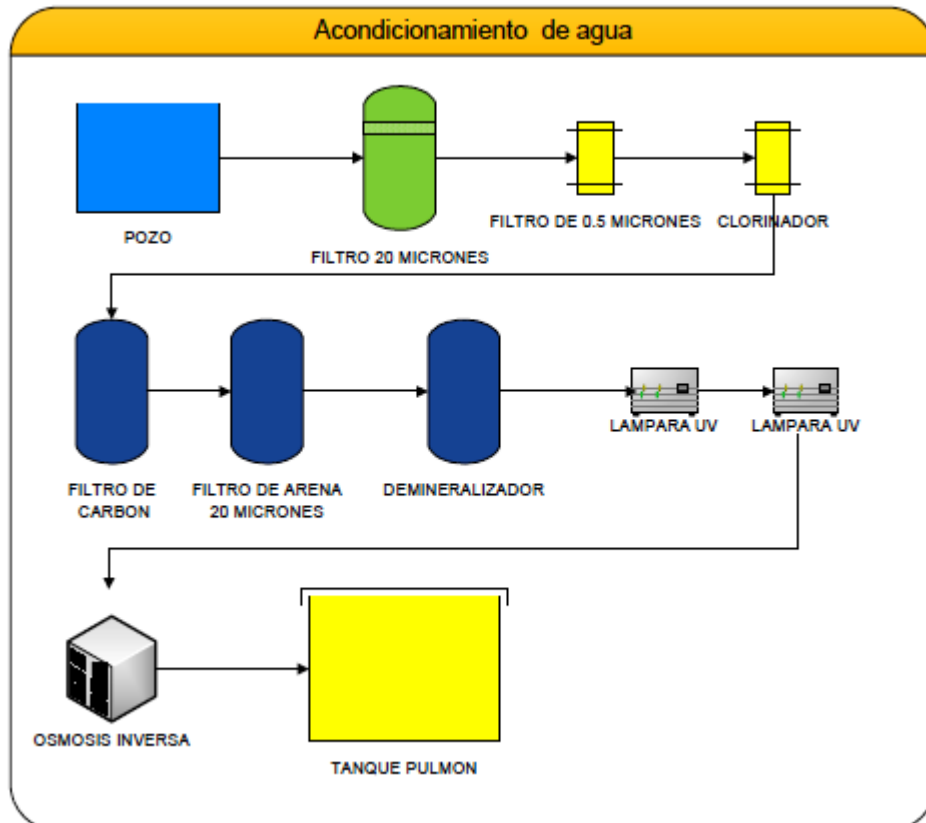 Acondicionamiento de agua
POZO
FILTRO 20 MICRONES
FILTRO DE 0.5 MICRONES
CLORINADOR
FILTRO DE
CARBON
FILTRO DE ARENA
20 MICRONES
DEMINERALIZADOR
LAMPARA UV
LAMPARA UV
OSMOSIS INVERSA
TANQUE PULMON